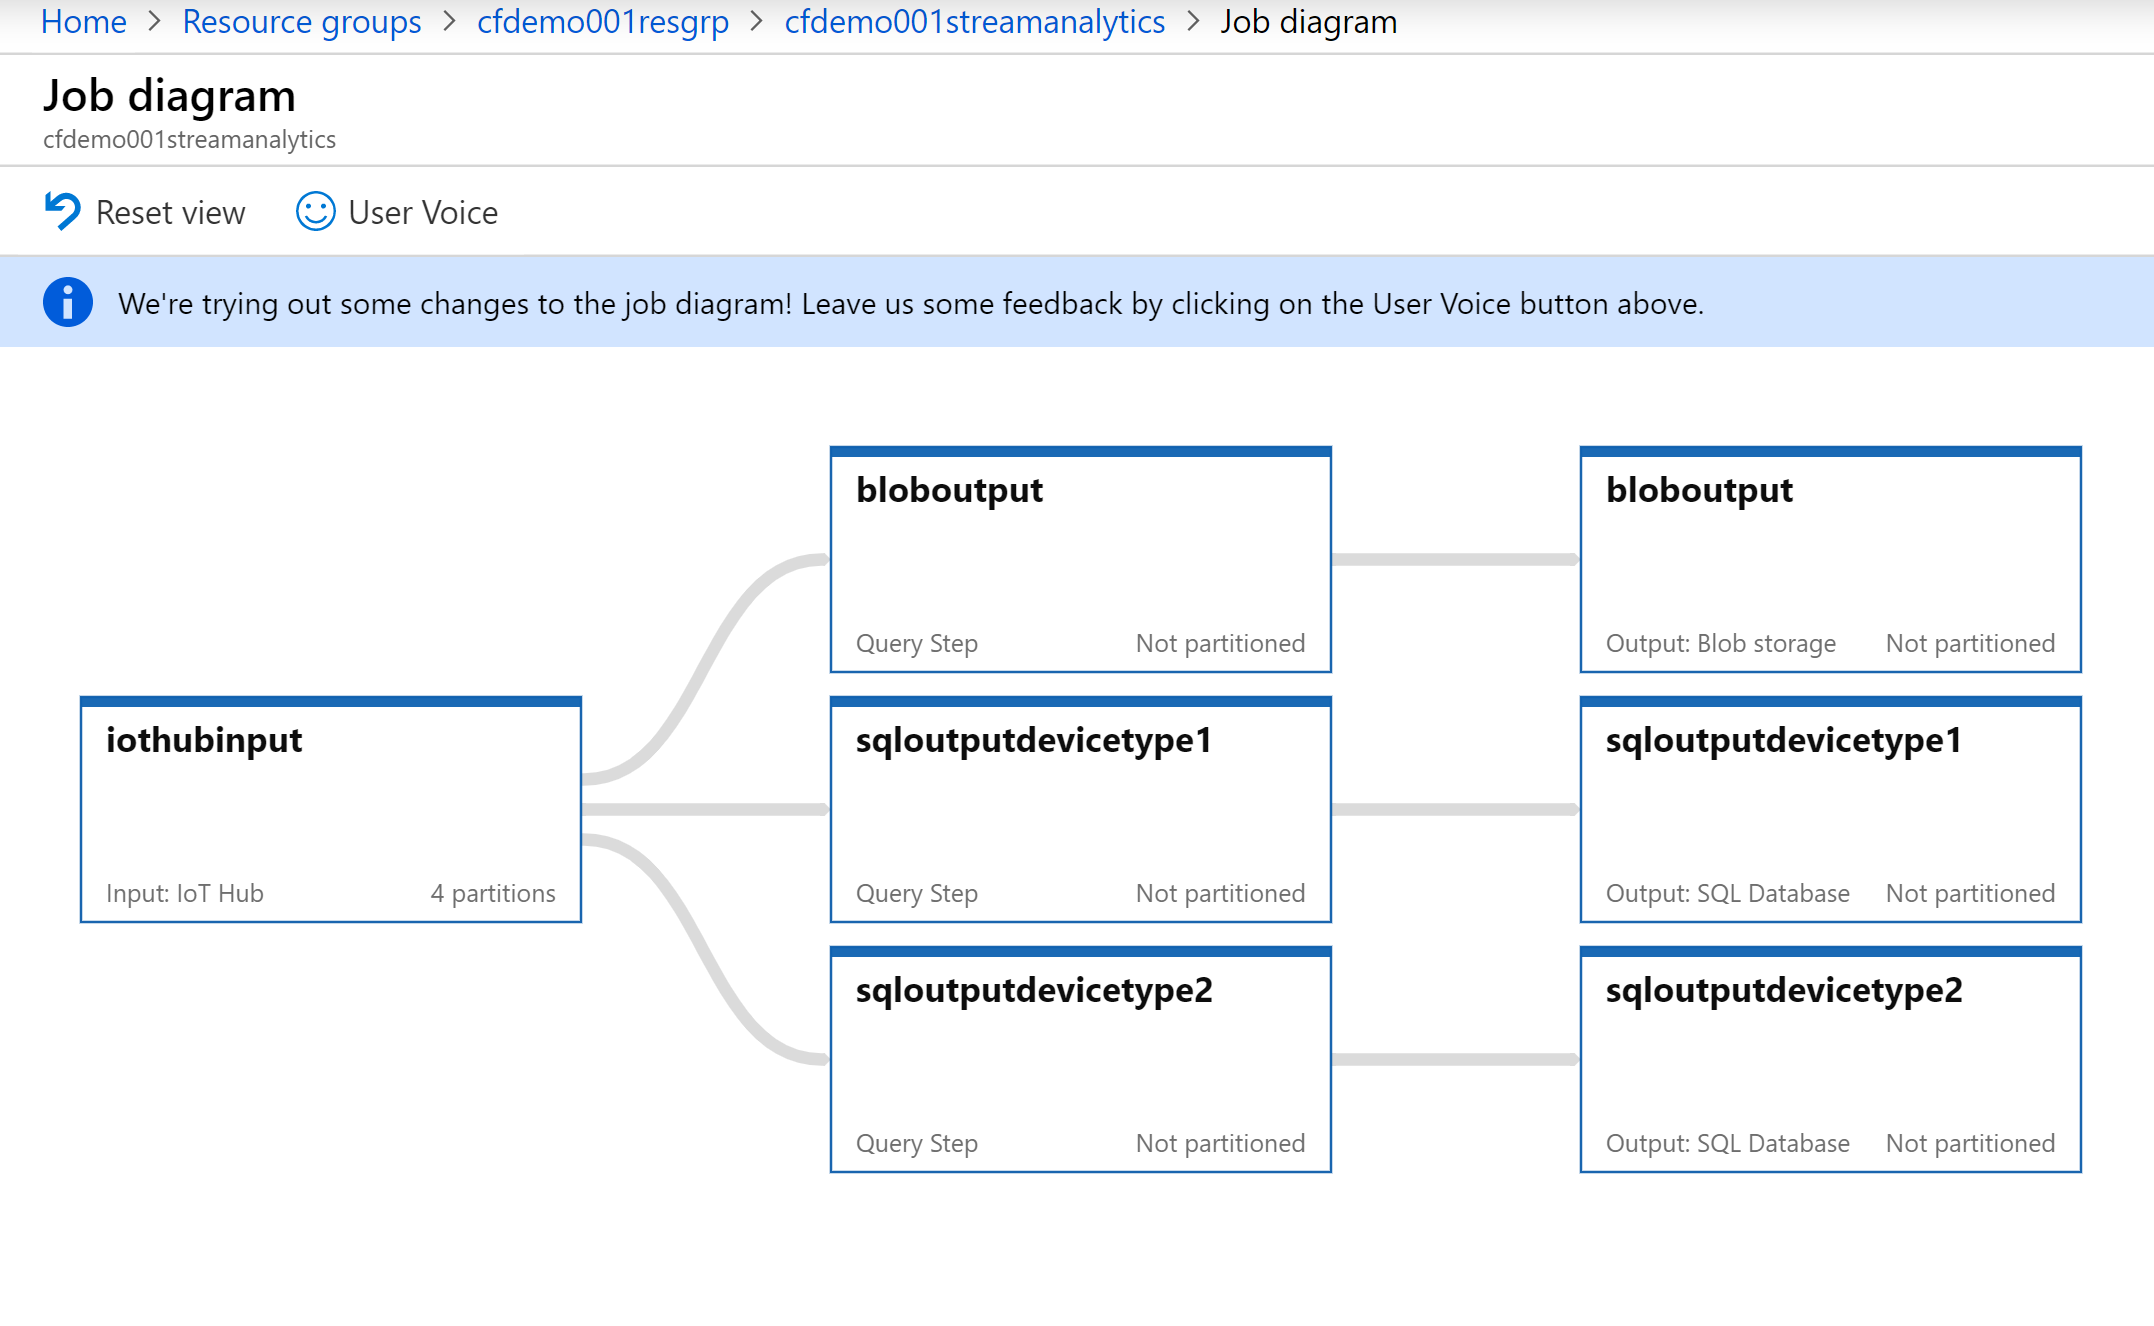 Home > Resource groups > cfdemo001resgrp > cfdemo001streamanalytics > Job diagram
Job diagram
cfdemo001streamanalytics
Reset view User Voice
We're trying out some changes to the job diagram! Leave us some feedback by clicking on the User Voice button above.
iothubinput
Input: IoT Hub 4 partitions
bloboutput
Query Step Not partitioned
bloboutput
Output: Blob storage Not partitioned
sqloutputdevicetype1
Query Step Not partitioned
sqloutputdevicetype1
Output: SQL Database Not partitioned
sqloutputdevicetype2
Query Step Not partitioned
sqloutputdevicetype2
Output: SQL Database Not partitioned